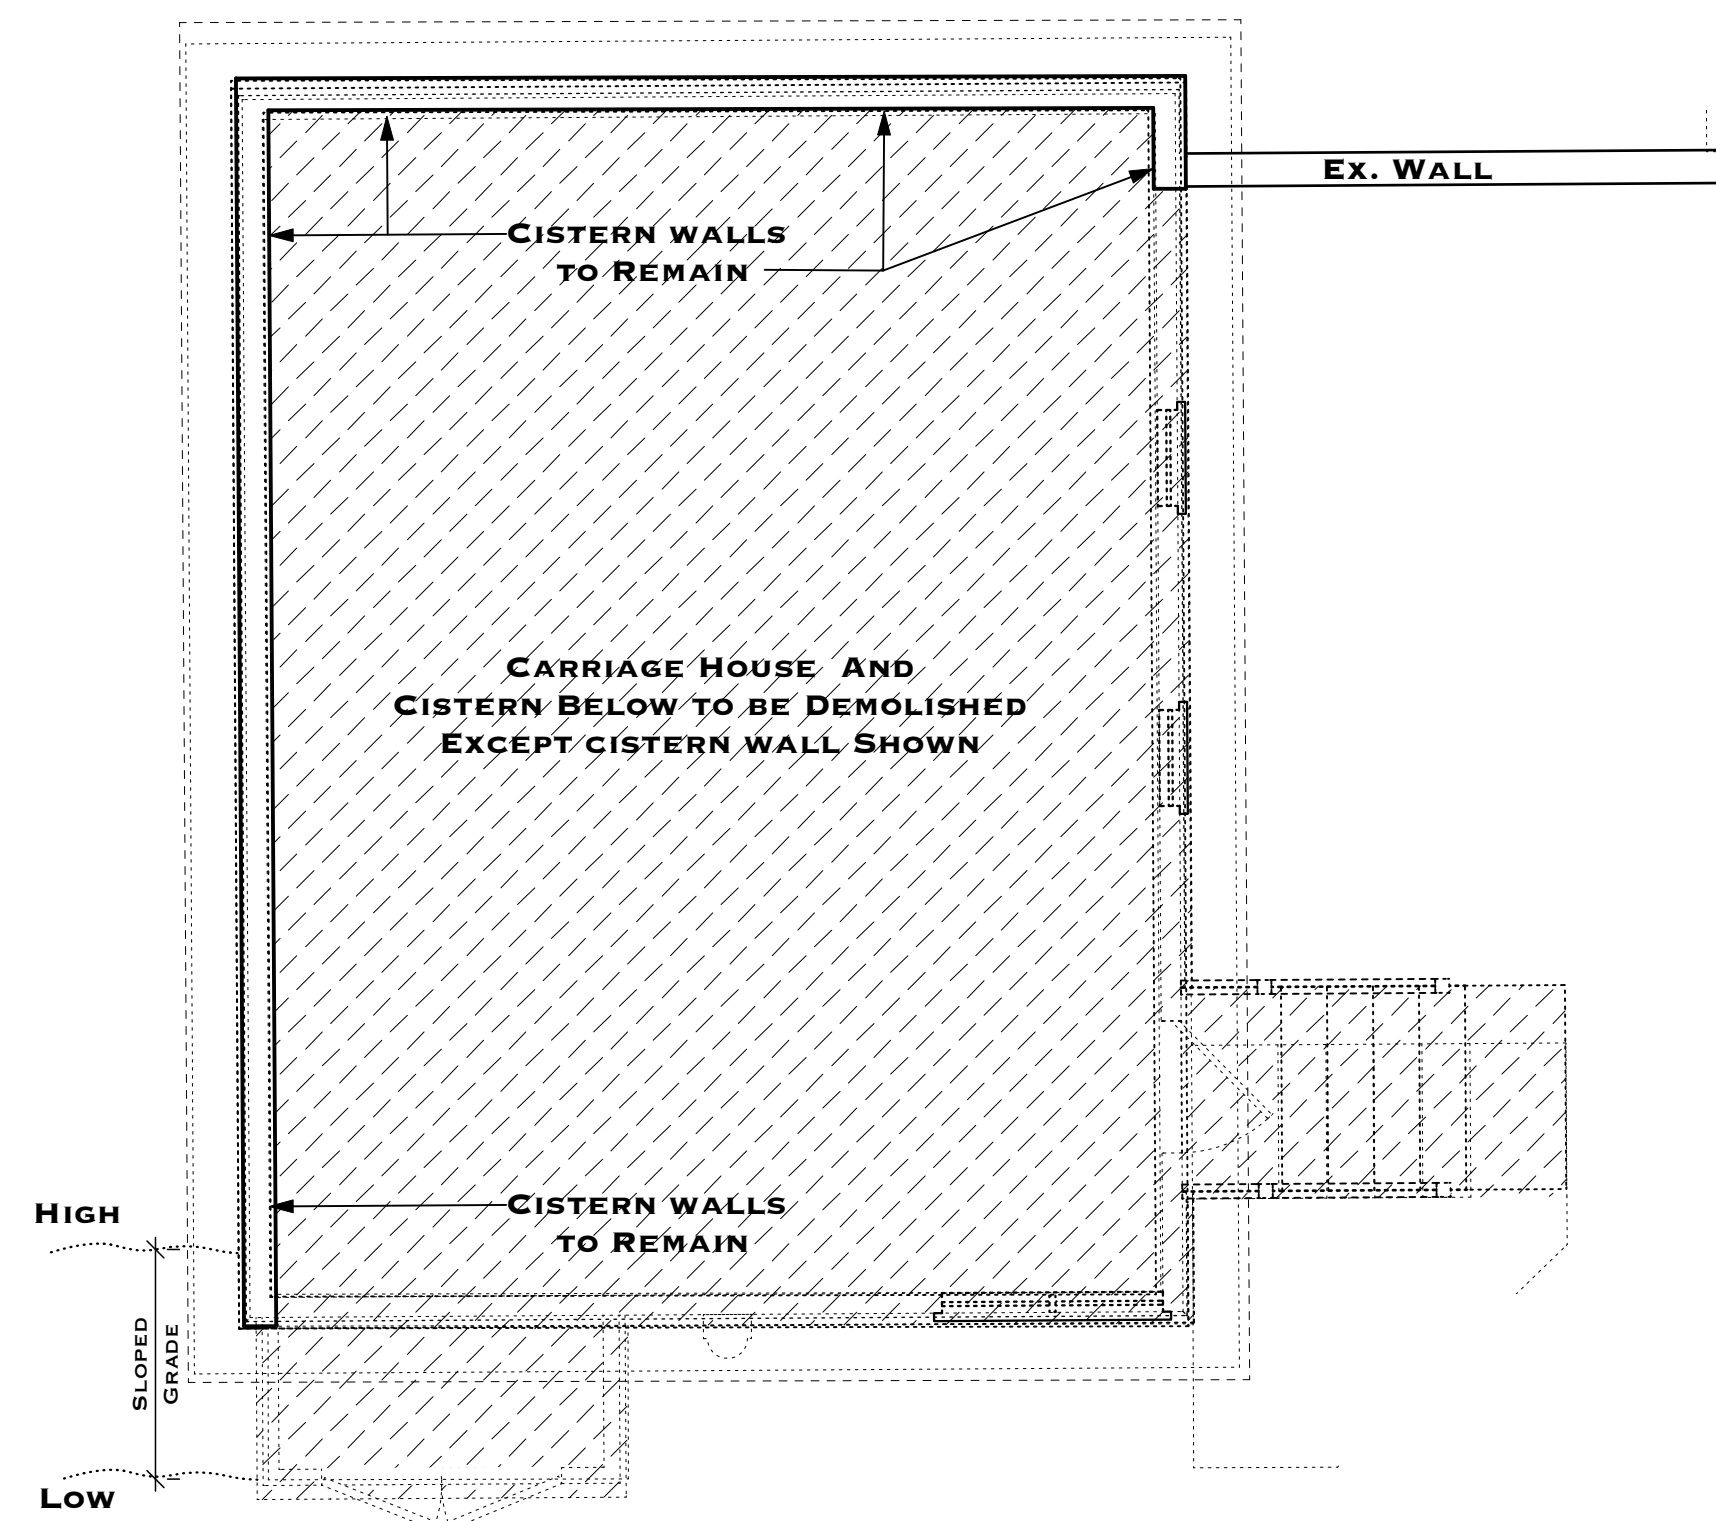 Ex. Wall
Cistern walls
to Remain
Carriage House And
Cistern Below to be Demolished
Except cistern wall Shown
Cistern walls
to Remain
High
Sloped
Grade
Low